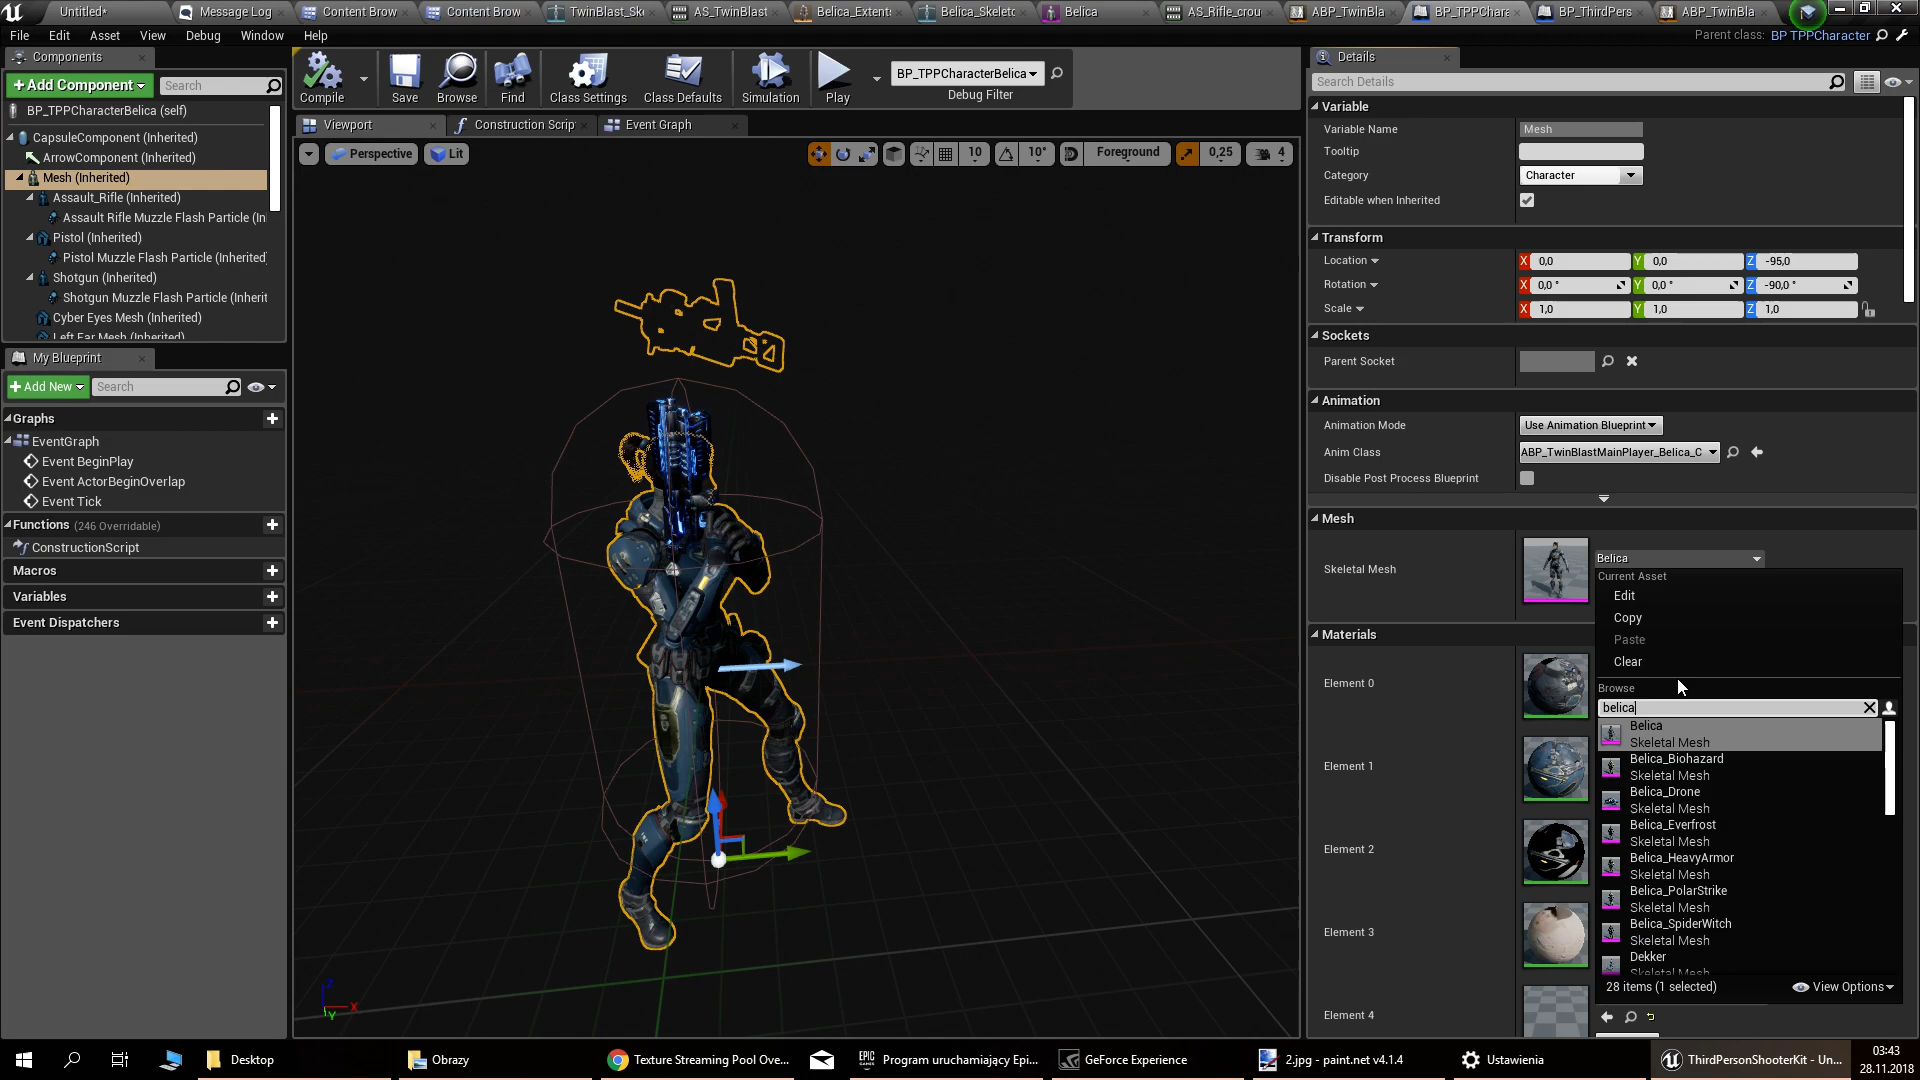 Untitled*
Message Log
Content Brow
Content Brow
TwinBlast_Sk
AS_TwinBlast
Belica_Extent
Belica_Skeletc
Belica
AS_Rifle_crou
ABP_TwinBla
BP_TPPChara
BP_ThirdPers
ABP_TwinBla
File Edit Asset View Debug Window Help
Parent class: BP TPPCharacter
Components
+Add Component
Search
BP_TPPCharacterBelica (self)
CapsuleComponent (Inherited)
ArrowComponent (Inherited)
Mesh (Inherited)
Assault_Rifle (Inherited)
Assault Rifle Muzzle Flash Particle (In
Pistol (Inherited)
Pistol Muzzle Flash Particle (Inherited
Shotgun (Inherited)
Shotgun Muzzle Flash Particle (Inherit
Cyber Eyes Mesh (Inherited)
Left Ear Mesh (Inherited)
My Blueprint
+Add New
Search
Graphs
EventGraph
Event BeginPlay
Event ActorBeginOverlap
Event Tick
Functions (246 Overridable)
ConstructionScript
Macros
Variables
Event Dispatchers
Compile
Save
Browse
Find
Class Settings
Class Defaults
Simulation
Play
BP_TPPCharacterBelica
Debug Filter
Viewport
Construction Scrip
Event Graph
Perspective
Lit
10
10°
Foreground
0,25
4
Z
X
Y
Details
Search Details
Variable
Variable Name Mesh
Tooltip
Category Character
Editable when Inherited
Transform
Location X 0,0 Y 0,0 Z -95,0
Rotation X 0,0 ° Y 0,0 ° Z -90,0 °
Scale X 1,0 Y 1,0 Z 1,0
Sockets
Parent Socket
Animation
Animation Mode Use Animation Blueprint
Anim Class ABP_TwinBlastMainPlayer_Belica_C
Disable Post Process Blueprint
Mesh
Skeletal Mesh
Belica
Current Asset
Edit
Copy
Paste
Clear
Browse
belica
Belica
Skeletal Mesh
Belica_Biohazard
Skeletal Mesh
Belica_Drone
Skeletal Mesh
Belica_Everfrost
Skeletal Mesh
Belica_HeavyArmor
Skeletal Mesh
Belica_PolarStrike
Skeletal Mesh
Belica_SpiderWitch
Skeletal Mesh
Dekker
Skeletal Mesh
28 items (1 selected)
View Options
Materials
Element 0
Element 1
Element 2
Element 3
Element 4
Desktop
Obrazy
Texture Streaming Pool Ove...
EPIC GAMES
Program uruchamiający Epi...
GeForce Experience
2.jpg - paint.net v4.1.4
Ustawienia
ThirdPersonShooterKit - Un...
03:43
28.11.2018